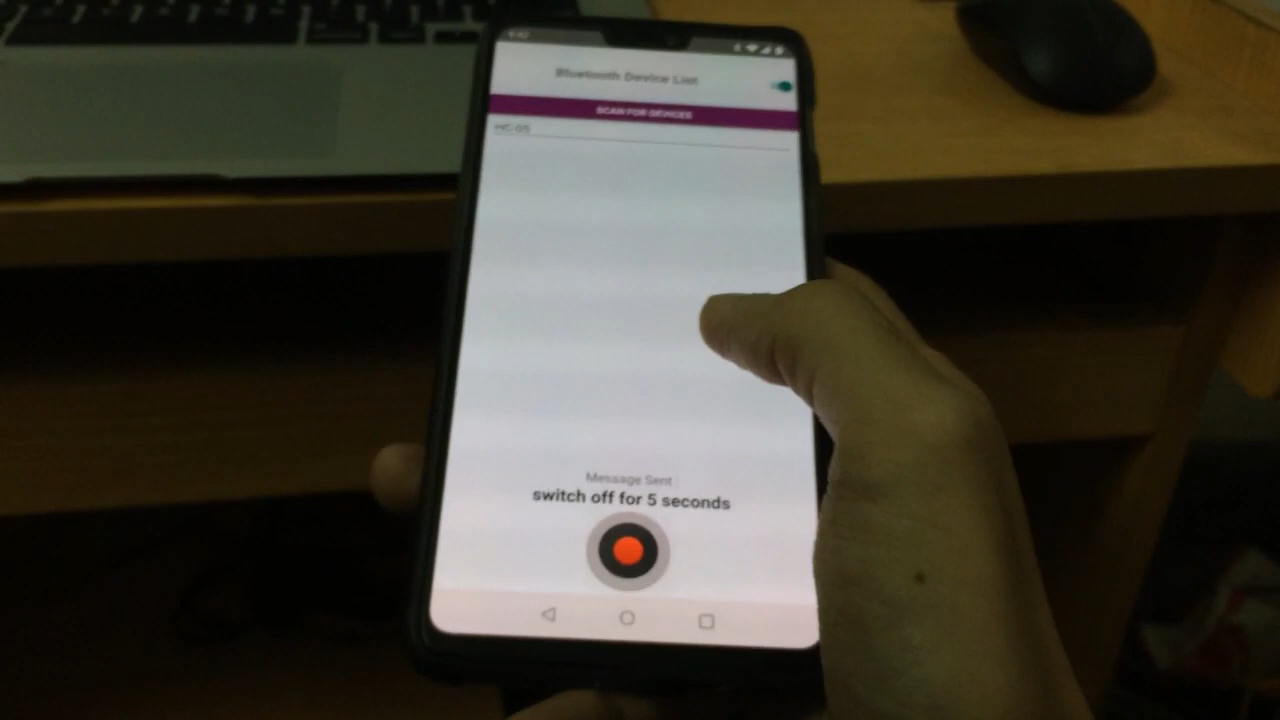 Bluetooth Device List
SCAN FOR DEVICES
HC-05
Message Sent
switch off for 5 seconds